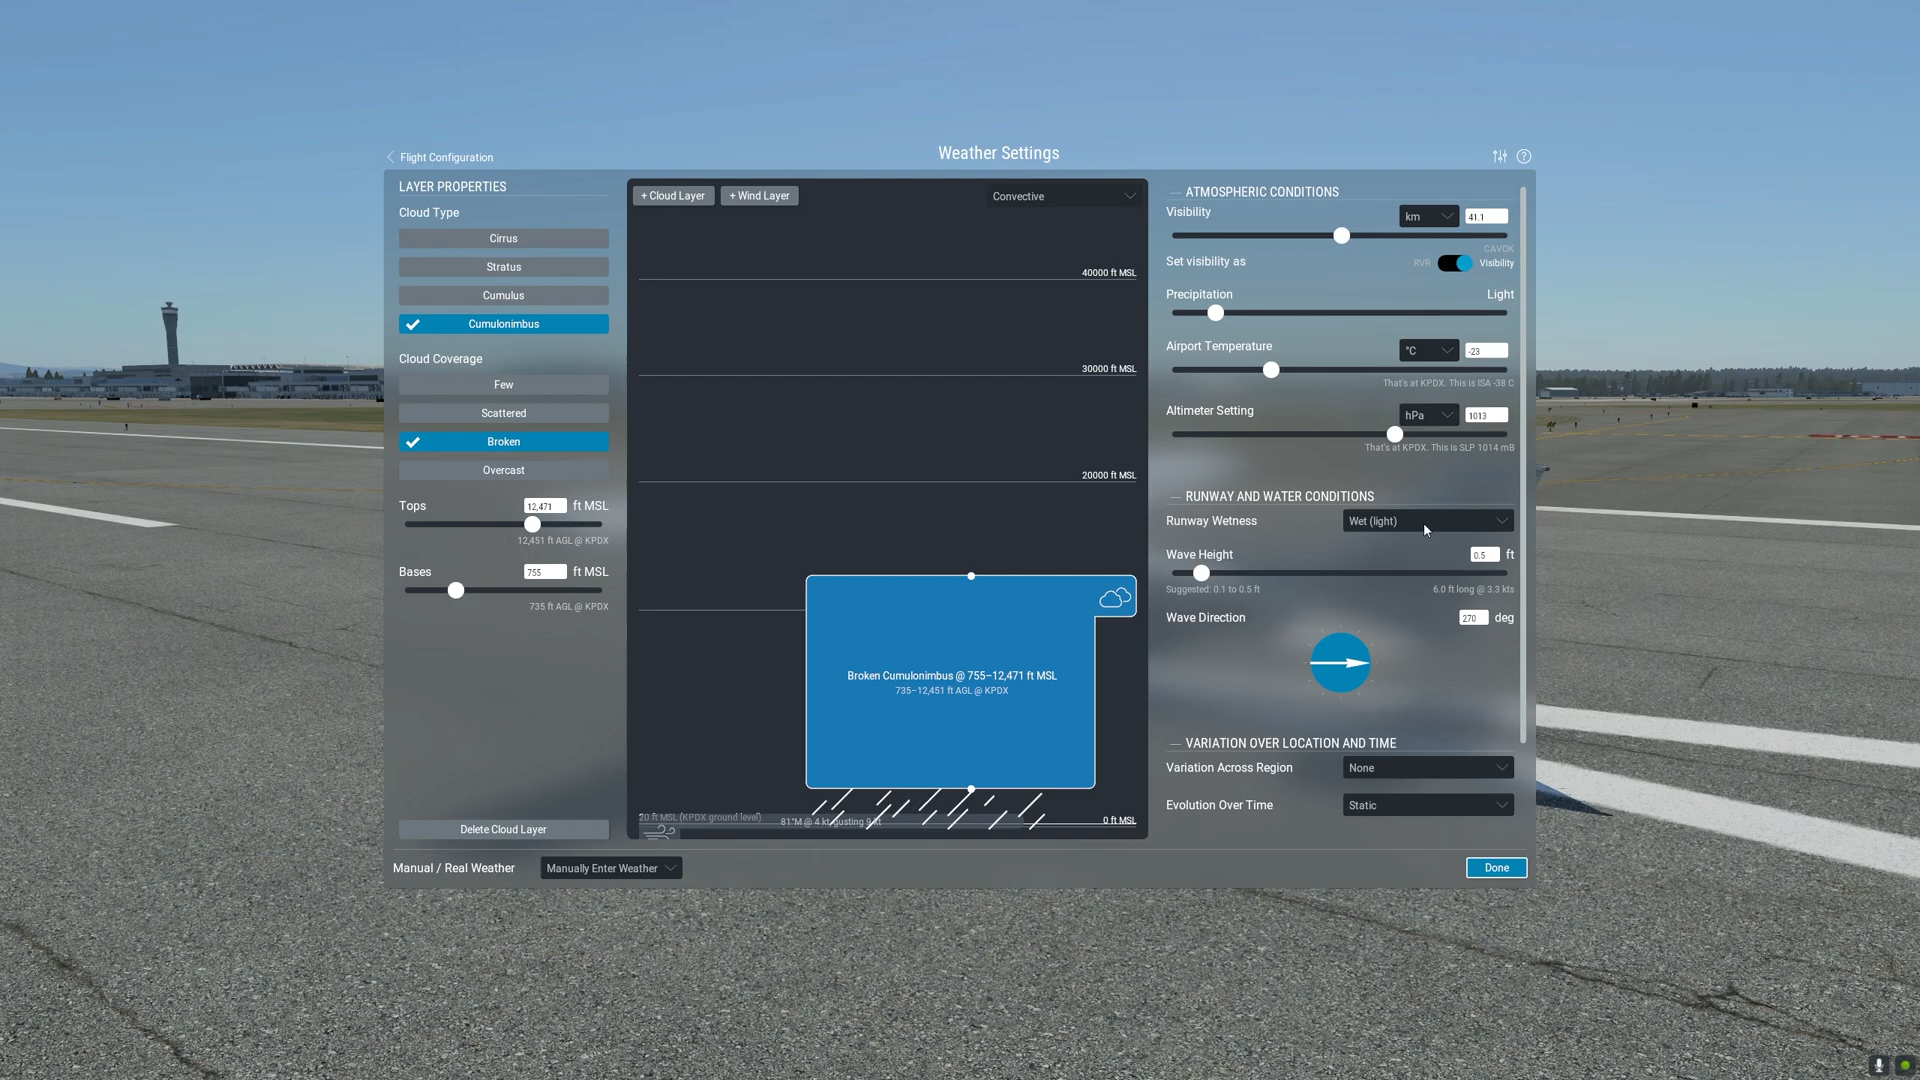 Flight Configuration
Weather Settings
LAYER PROPERTIES
Cloud Type
Cirrus
Stratus
Cumulus
Cumulonimbus
Cloud Coverage
Few
Scattered
Broken
Overcast
Tops
12,471
ft MSL
12,451 ft AGL @ KPDX
Bases
755
ft MSL
735 ft AGL @ KPDX
Delete Cloud Layer
+ Cloud Layer
+ Wind Layer
Convective
40000 ft MSL
30000 ft MSL
20000 ft MSL
Broken Cumulonimbus @ 755–12,471 ft MSL
735–12,451 ft AGL @ KPDX
20 ft MSL (KPDX ground level)
81°M @ 4 kt gusting 9 kt
0 ft MSL
ATMOSPHERIC CONDITIONS
Visibility
km
41.1
CAVOK
Set visibility as
RVR
Visibility
Precipitation
Light
Airport Temperature
°C
-23
That's at KPDX. This is ISA -38 C
Altimeter Setting
hPa
1013
That's at KPDX. This is SLP 1014 mB
RUNWAY AND WATER CONDITIONS
Runway Wetness
Wet (light)
Wave Height
0.5
ft
Suggested: 0.1 to 0.5 ft
6.0 ft long @ 3.3 kts
Wave Direction
270
deg
VARIATION OVER LOCATION AND TIME
Variation Across Region
None
Evolution Over Time
Static
Manual / Real Weather
Manually Enter Weather
Done